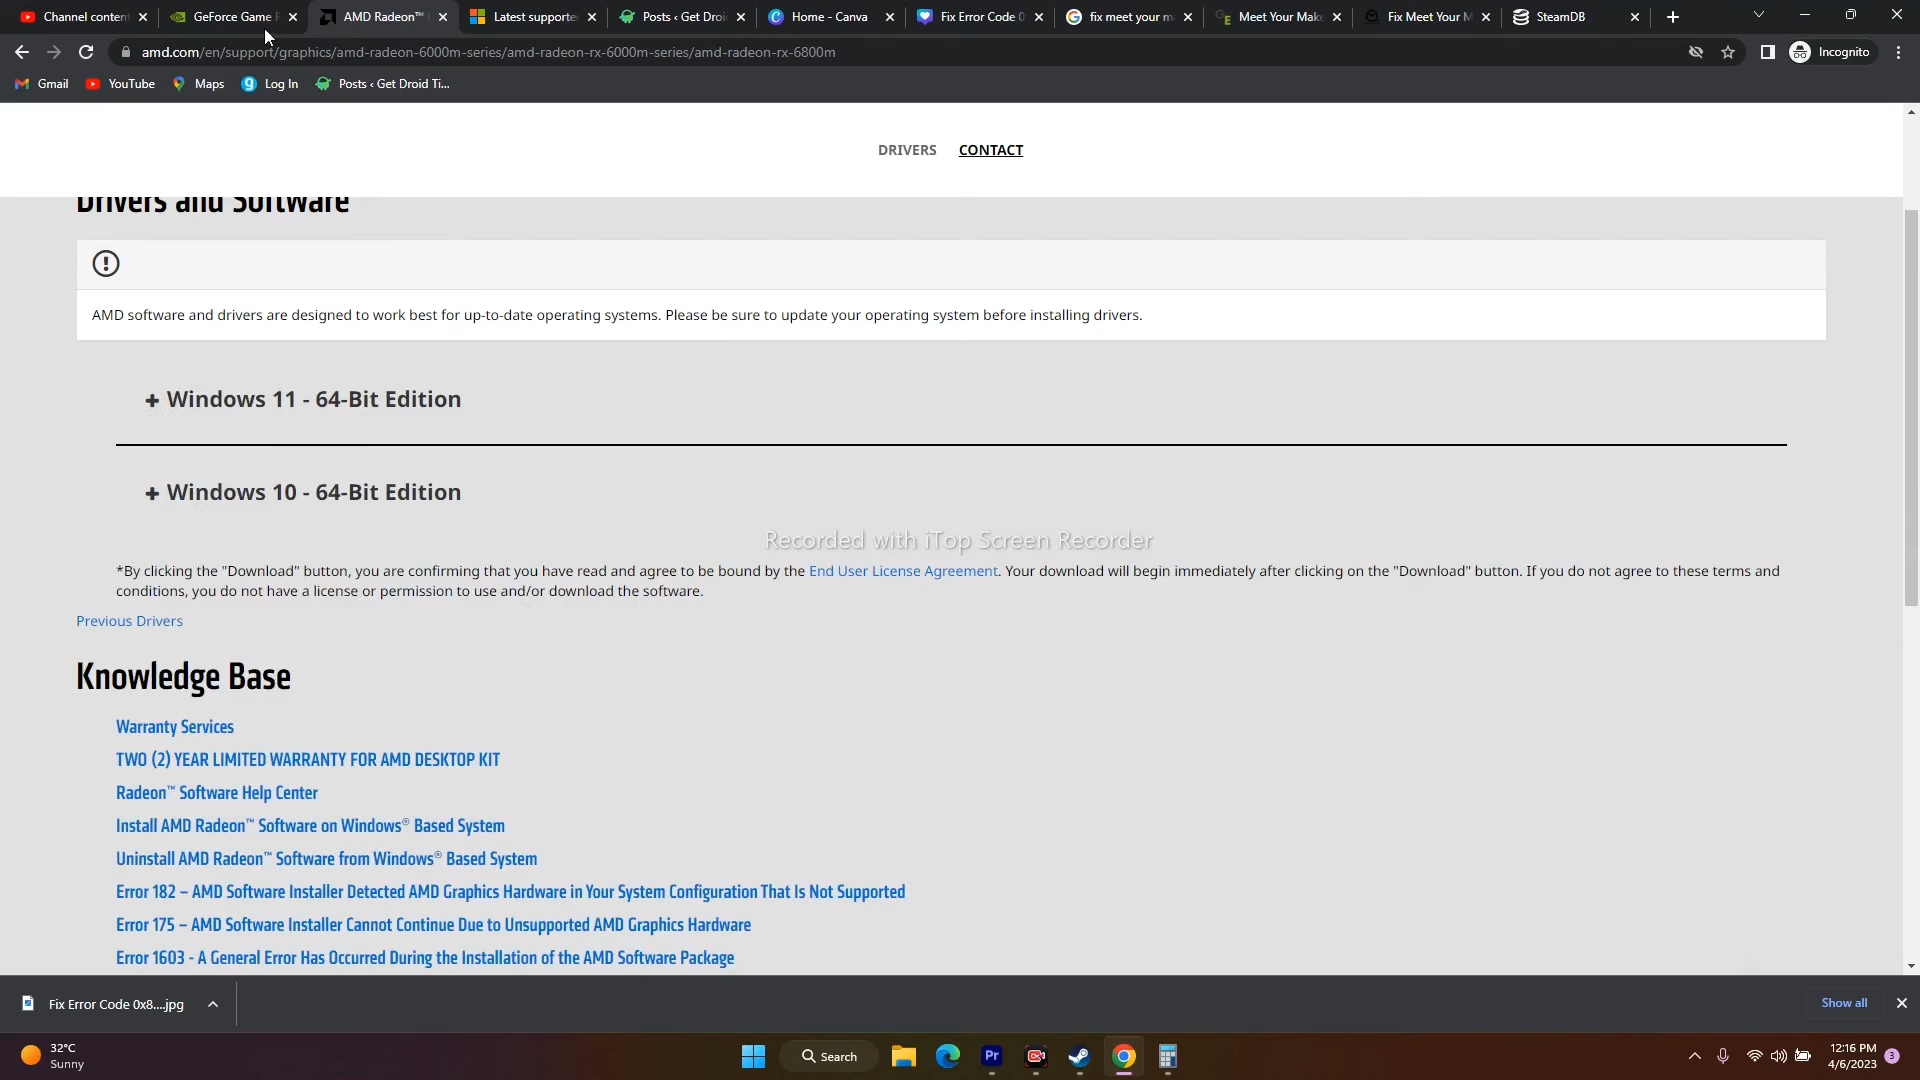 Channel content
GeForce Game
AMD Radeon™
Latest supporte
Posts ‹ Get Droi
Home - Canva
Fix Error Code 0
fix meet your m
Meet Your Make
Fix Meet Your M
SteamDB
amd.com/en/support/graphics/amd-radeon-6000m-series/amd-radeon-rx-6000m-series/amd-radeon-rx-6800m
Incognito
Gmail
YouTube
Maps
Log In
Posts ‹ Get Droid Ti...
DRIVERS
CONTACT
Drivers and Software
AMD software and drivers are designed to work best for up-to-date operating systems. Please be sure to update your operating system before installing drivers.
+ Windows 11 - 64-Bit Edition
+ Windows 10 - 64-Bit Edition
Recorded with iTop Screen Recorder
*By clicking the "Download" button, you are confirming that you have read and agree to be bound by the End User License Agreement. Your download will begin immediately after clicking on the "Download" button. If you do not agree to these terms and
conditions, you do not have a license or permission to use and/or download the software.
Previous Drivers
Knowledge Base
Warranty Services
TWO (2) YEAR LIMITED WARRANTY FOR AMD DESKTOP KIT
Radeon™ Software Help Center
Install AMD Radeon™ Software on Windows® Based System
Uninstall AMD Radeon™ Software from Windows® Based System
Error 182 – AMD Software Installer Detected AMD Graphics Hardware in Your System Configuration That Is Not Supported
Error 175 – AMD Software Installer Cannot Continue Due to Unsupported AMD Graphics Hardware
Error 1603 - A General Error Has Occurred During the Installation of the AMD Software Package
Fix Error Code 0x8....jpg
Show all
32°C
Sunny
Search
Pr
12:16 PM
4/6/2023
3